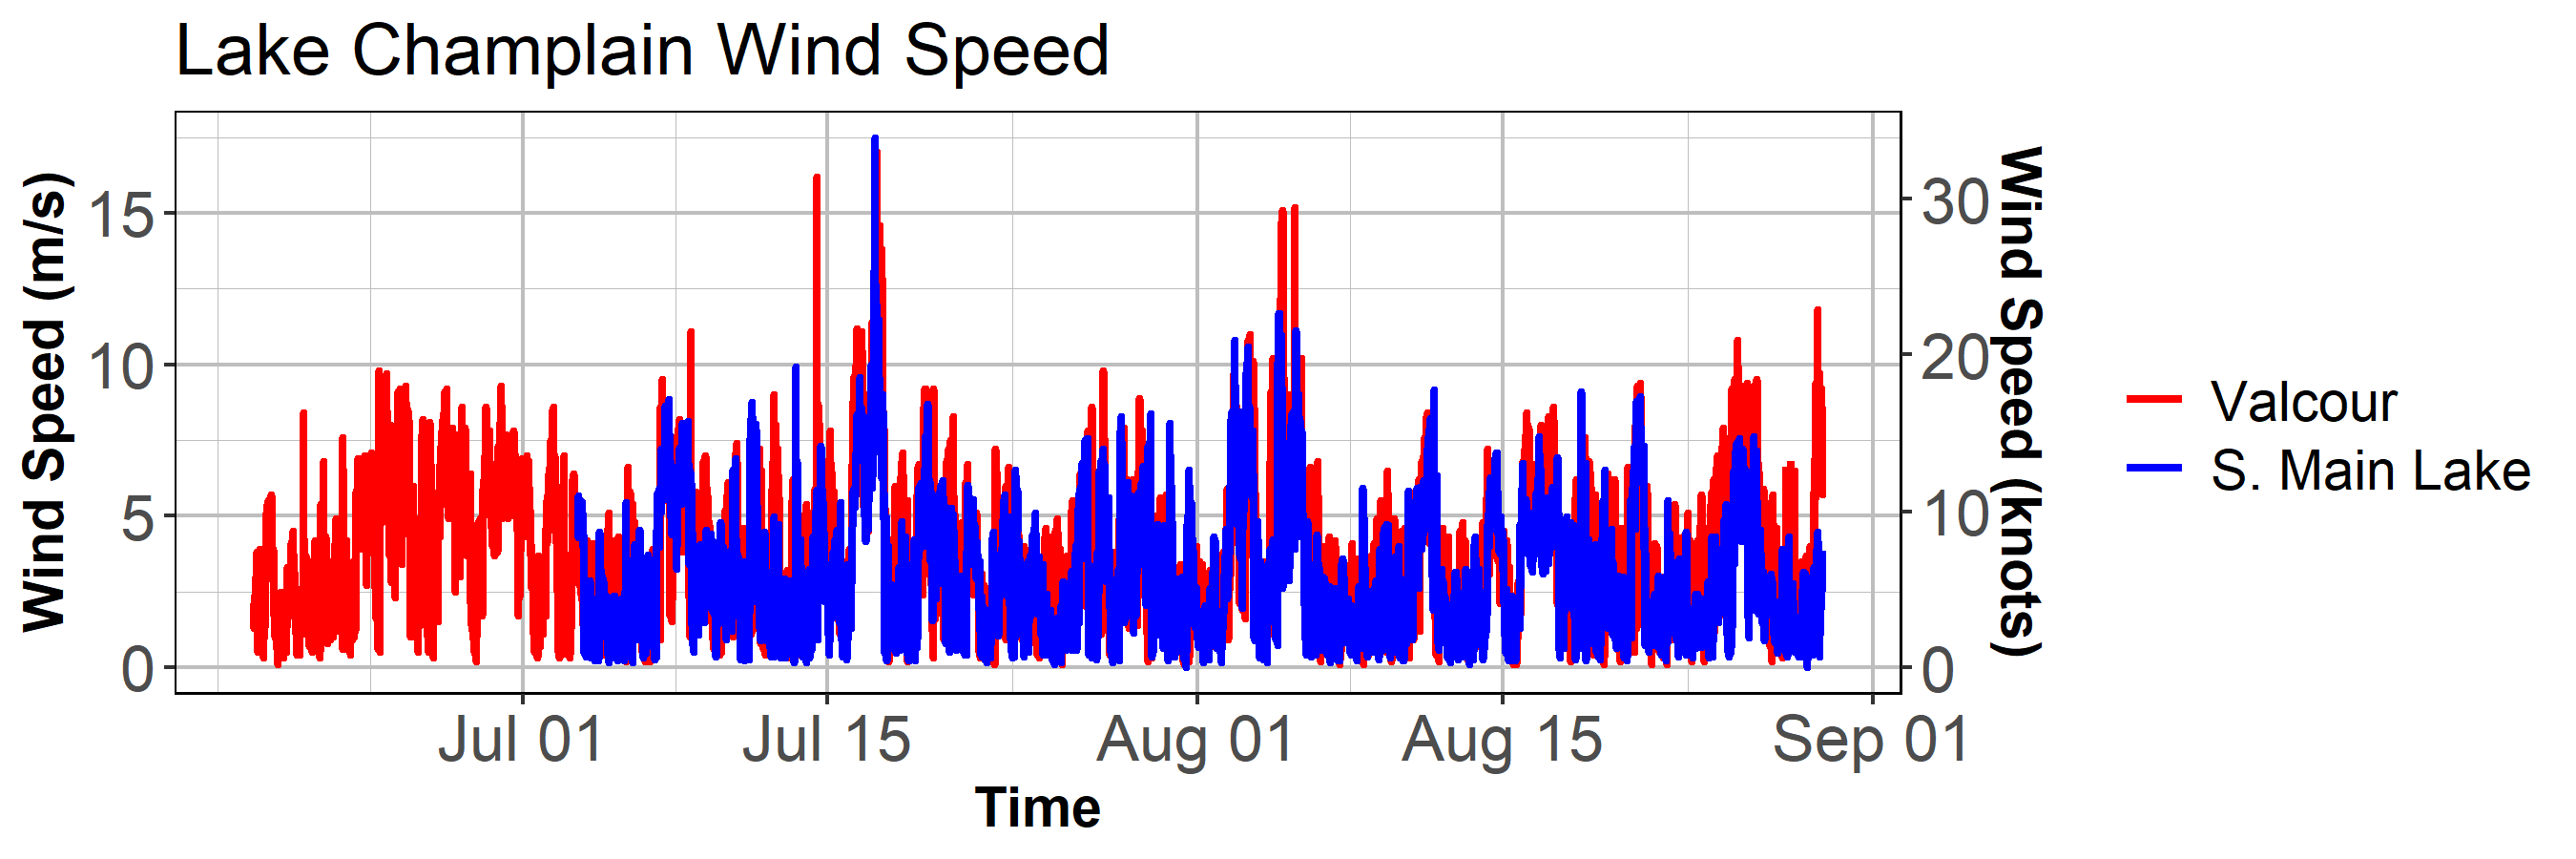 Lake Champlain Wind Speed
Wind Speed (m/s)
15
10
5
0
30
20
10
0
Wind Speed (knots)
Jul 01
Jul 15
Aug 01
Aug 15
Sep 01
Time
Valcour
S. Main Lake